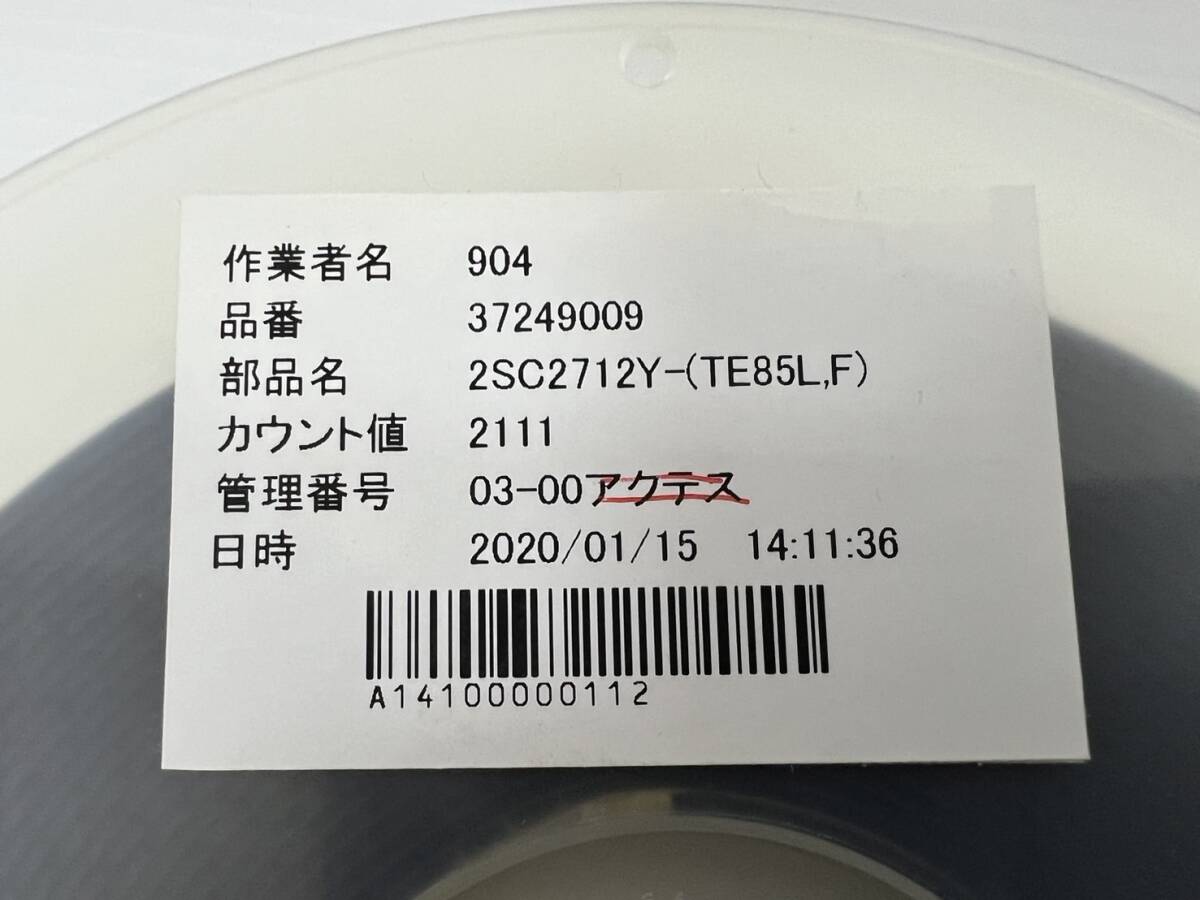 作業者名 904
品番 37249009
部品名 2SC2712Y-(TE85L,F)
カウント値 2111
管理番号 03-00アクテス
日時 2020/01/15 14:11:36
A14100000112